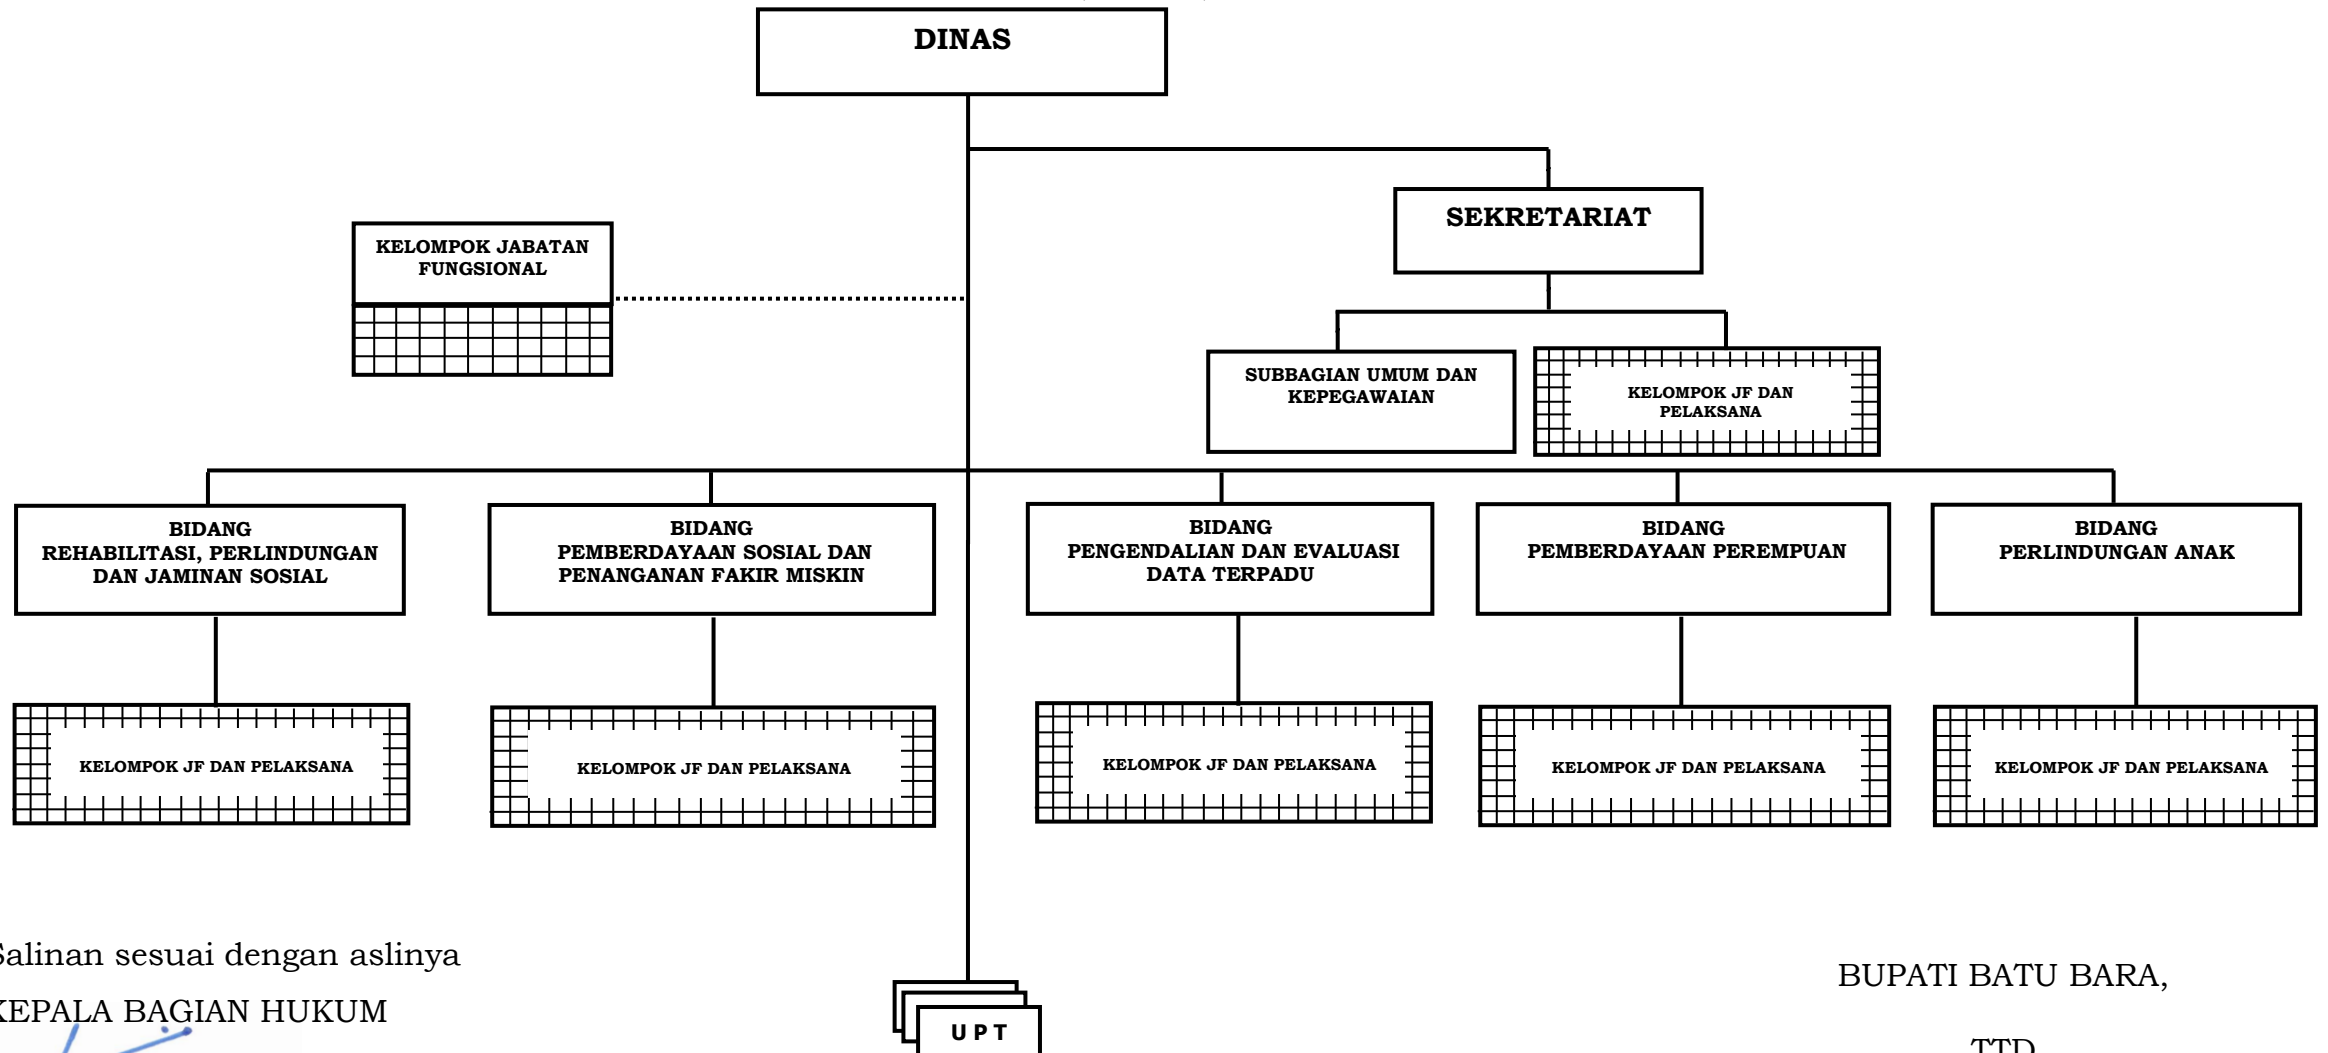 DINAS
SEKRETARIAT
KELOMPOK JABATAN
FUNGSIONAL
SUBBAGIAN UMUM DAN
KEPEGAWAIAN
KELOMPOK JF DAN
PELAKSANA
BIDANG
REHABILITASI, PERLINDUNGAN
DAN JAMINAN SOSIAL
BIDANG
PEMBERDAYAAN SOSIAL DAN
PENANGANAN FAKIR MISKIN
BIDANG
PENGENDALIAN DAN EVALUASI
DATA TERPADU
BIDANG
PEMBERDAYAAN PEREMPUAN
BIDANG
PERLINDUNGAN ANAK
KELOMPOK JF DAN PELAKSANA
KELOMPOK JF DAN PELAKSANA
KELOMPOK JF DAN PELAKSANA
KELOMPOK JF DAN PELAKSANA
KELOMPOK JF DAN PELAKSANA
Salinan sesuai dengan aslinya
KEPALA BAGIAN HUKUM
UPT
BUPATI BATU BARA,
TTD